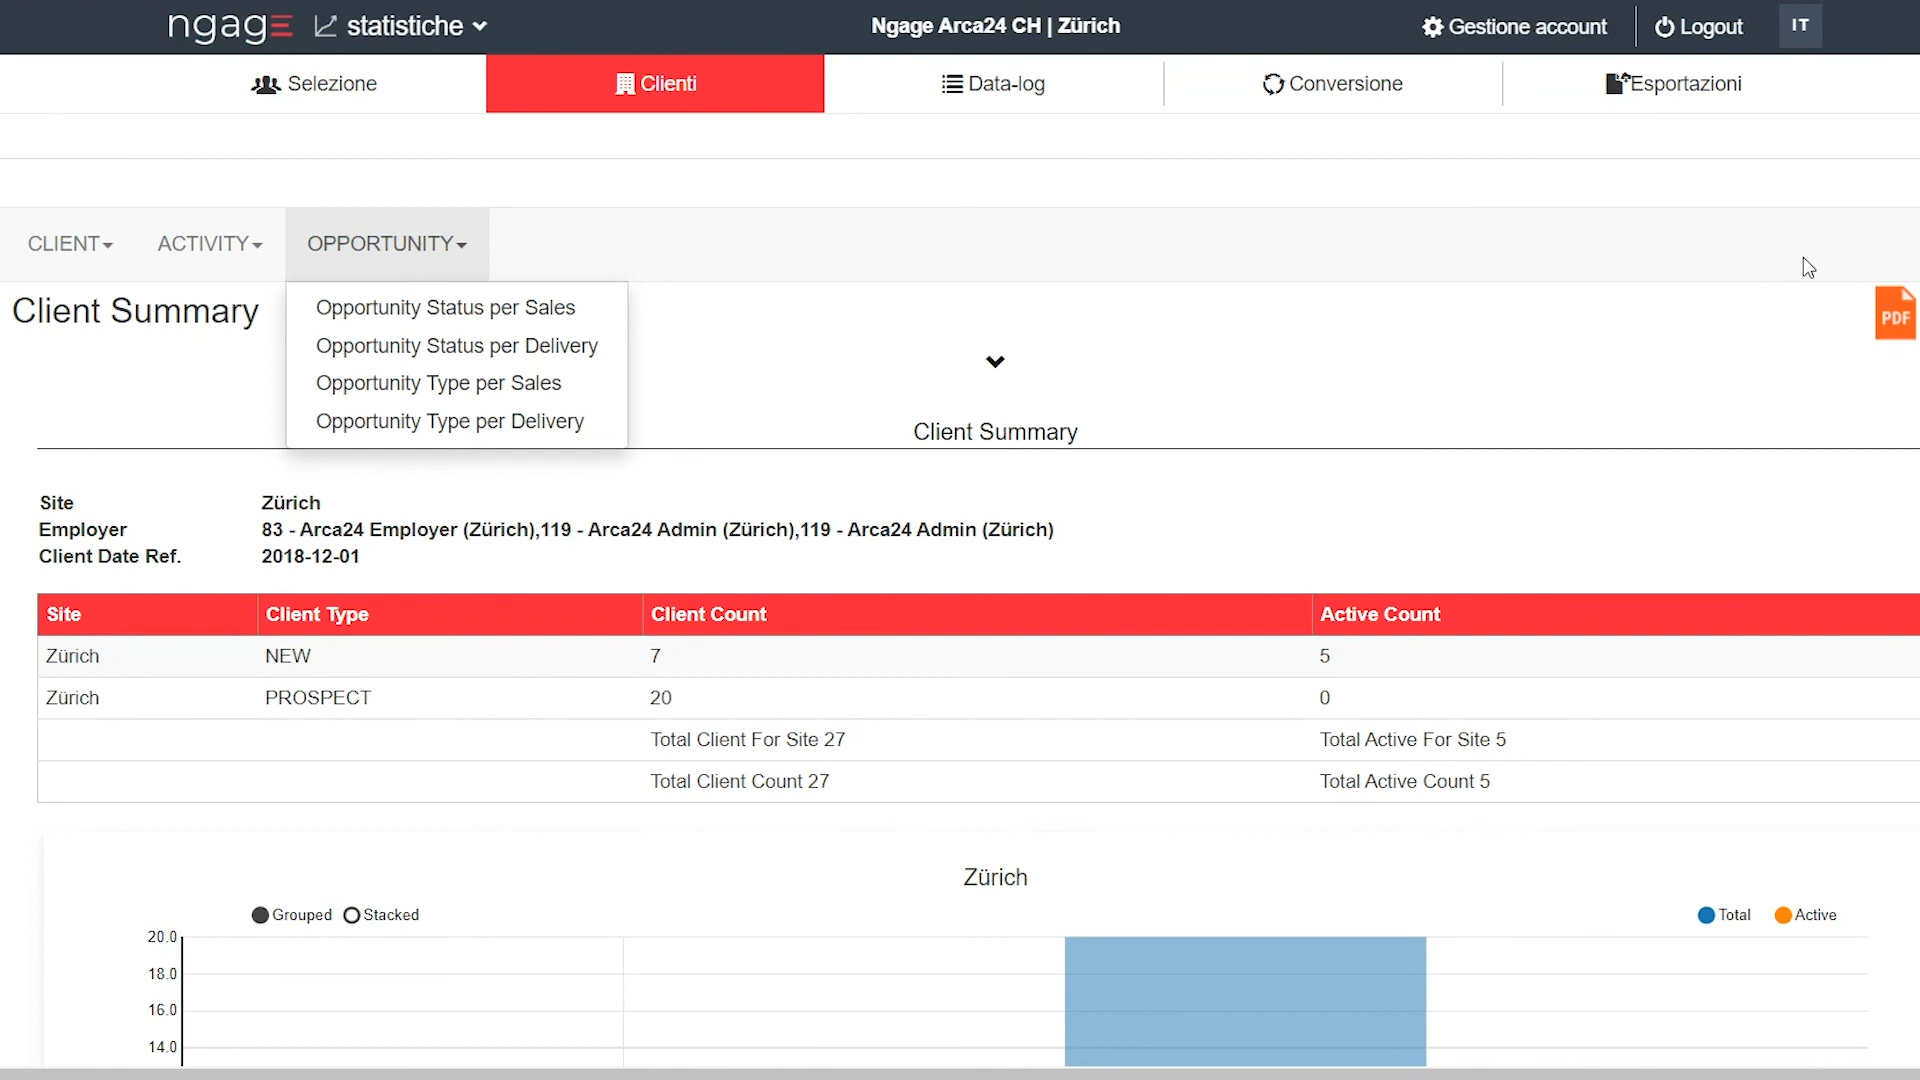 ngage statistiche
Ngage Arca24 CH | Zürich
Gestione account
Logout
IT
Selezione
Clienti
Data-log
Conversione
Esportazioni
CLIENT
ACTIVITY
OPPORTUNITY
Client Summary
Opportunity Status per Sales
Opportunity Status per Delivery
Opportunity Type per Sales
Opportunity Type per Delivery
PDF
Client Summary
Site Zürich
Employer 83 - Arca24 Employer (Zürich),119 - Arca24 Admin (Zürich),119 - Arca24 Admin (Zürich)
Client Date Ref. 2018-12-01
Site Client Type Client Count Active Count
Zürich NEW 7 5
Zürich PROSPECT 20 0
Total Client For Site 27 Total Active For Site 5
Total Client Count 27 Total Active Count 5
Zürich
Grouped Stacked Total Active
20.0
18.0
16.0
14.0